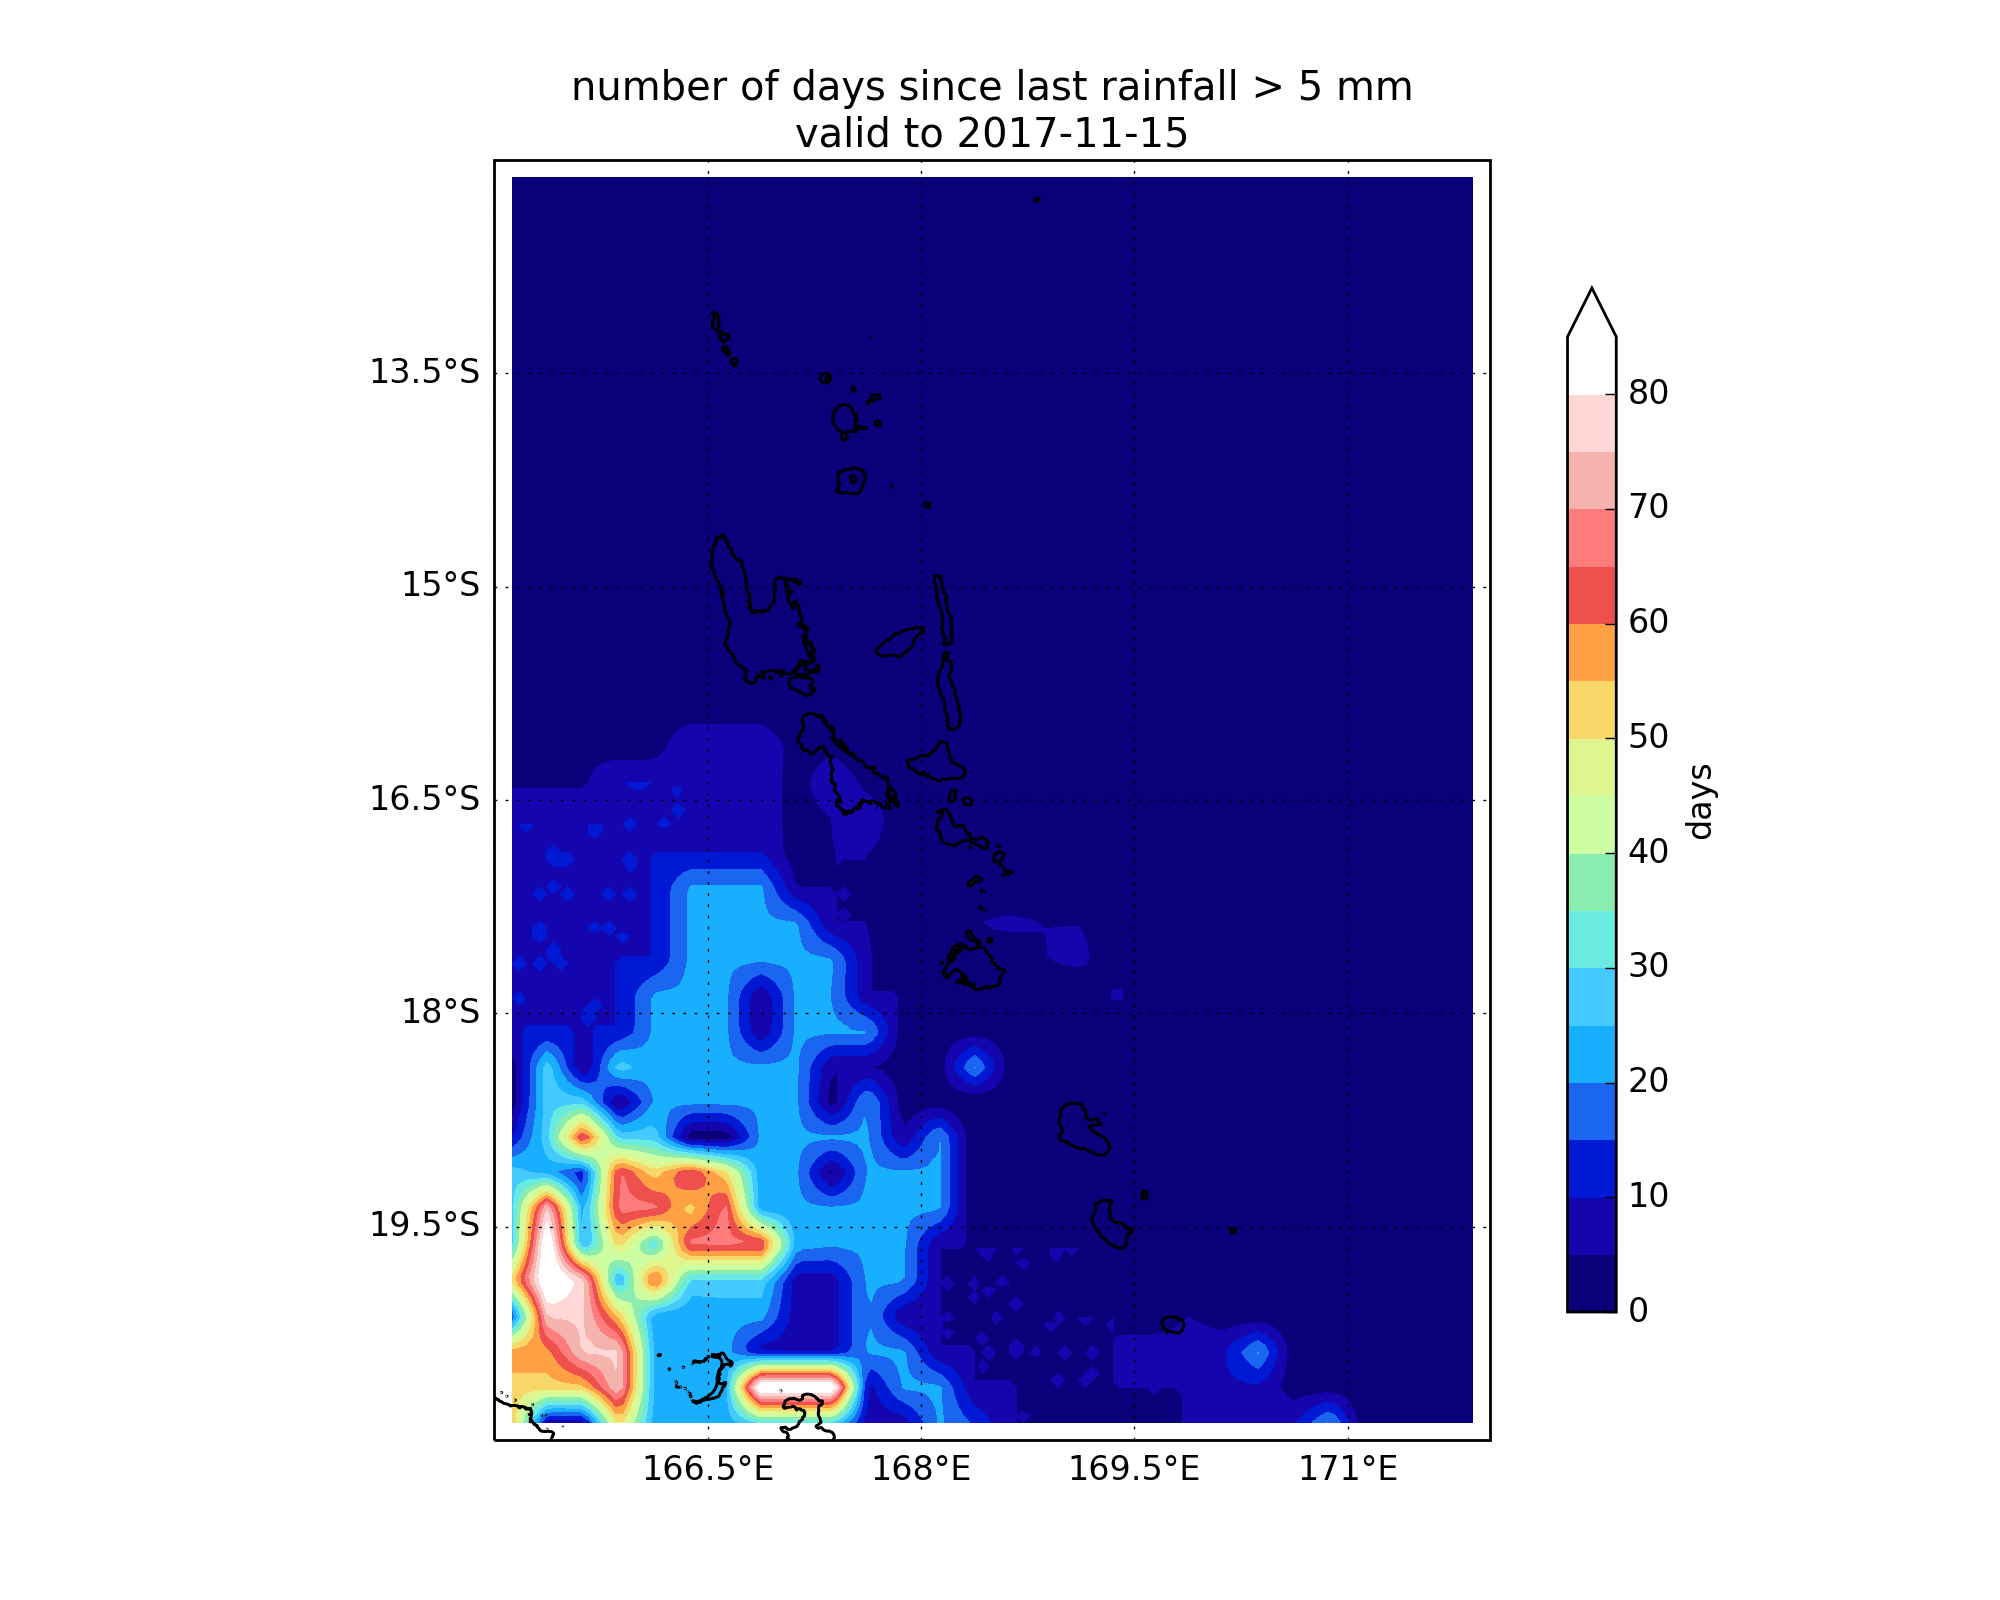 number of days since last rainfall > 5 mm
valid to 2017-11-15
13.5°S
15°S
16.5°S
18°S
19.5°S
166.5°E
168°E
169.5°E
171°E
80
70
60
50
40
30
20
10
0
days